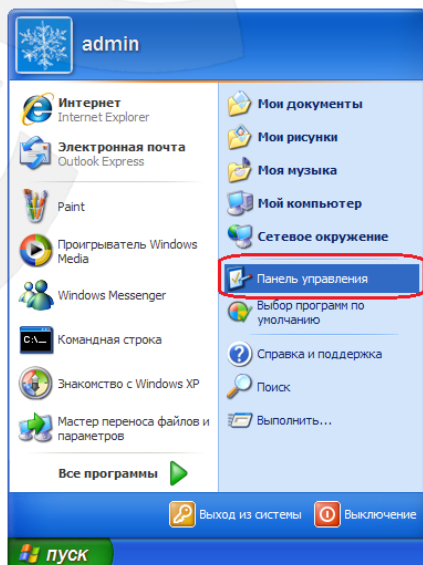 admin
Интернет
Internet Explorer
Электронная почта
Outlook Express
Paint
Проигрыватель Windows
Media
Windows Messenger
C:\_
Командная строка
Знакомство с Windows XP
Мастер переноса файлов и
параметров
Все программы
Мои документы
Мои рисунки
Моя музыка
Мой компьютер
Сетевое окружение
Панель управления
Выбор программ по
умолчанию
Справка и поддержка
Поиск
Выполнить...
Выход из системы
Выключение
пуск